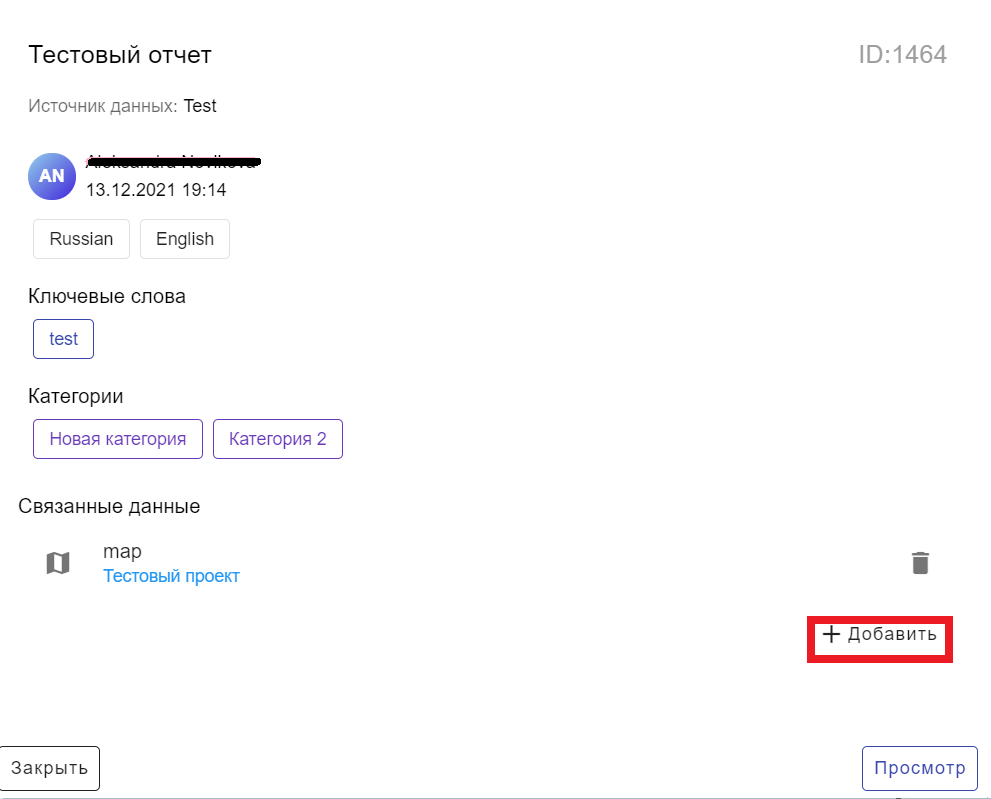 Тестовый отчет
ID:1464
Источник данных: Test
AN
13.12.2021 19:14
Russian
English
Ключевые слова
test
Категории
Новая категория
Категория 2
Связанные данные
map
Тестовый проект
+ Добавить
Закрыть
Просмотр